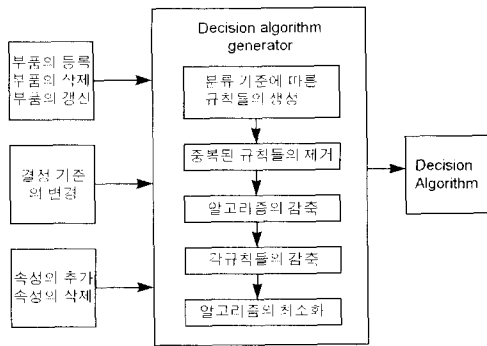 Decision algorithm
generator
부품의 등록
부품의 삭제
부품의 갱신
분류 기준에 따른
규칙들의 생성
중복된 규칙들의 제거
결정 기준
의 변경
알고리즘의 감축
각규칙들의 감축
속성의 추가
속성의 삭제
알고리즘의 최소화
Decision
Algorithm